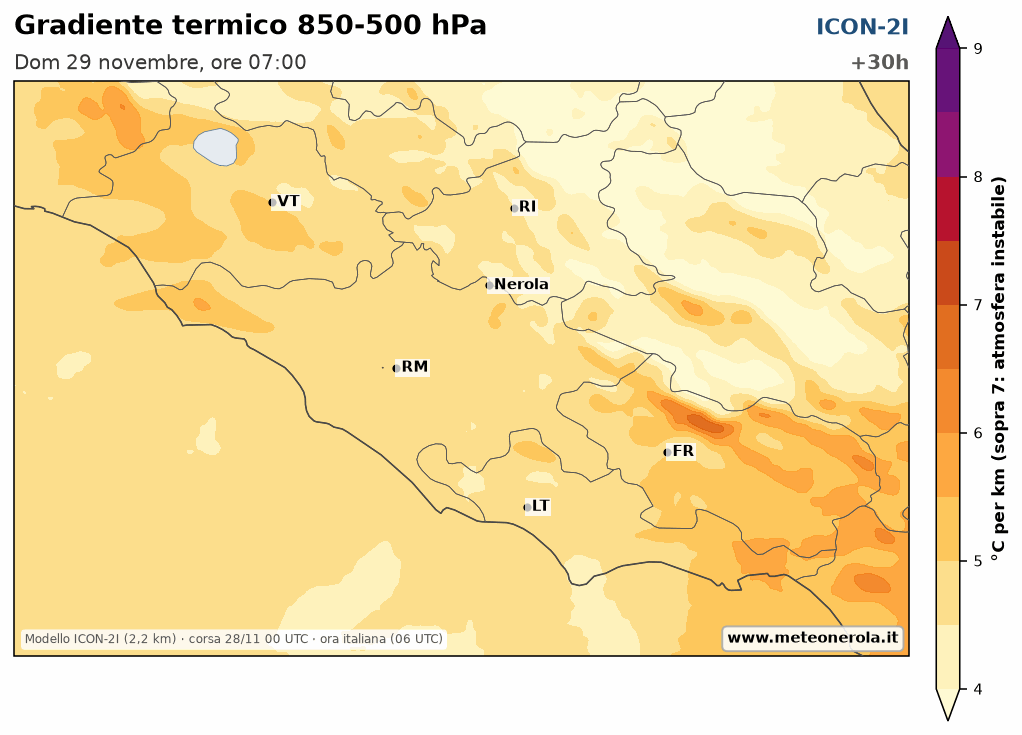 Gradiente termico 850-500 hPa
ICON-2I
Dom 29 novembre, ore 07:00
+30h
VT
RI
Nerola
RM
FR
LT
Modello ICON-2I (2,2 km) · corsa 28/11 00 UTC · ora italiana (06 UTC)
www.meteonerola.it
9
8
7
6
5
4
°C per km (sopra 7: atmosfera instabile)